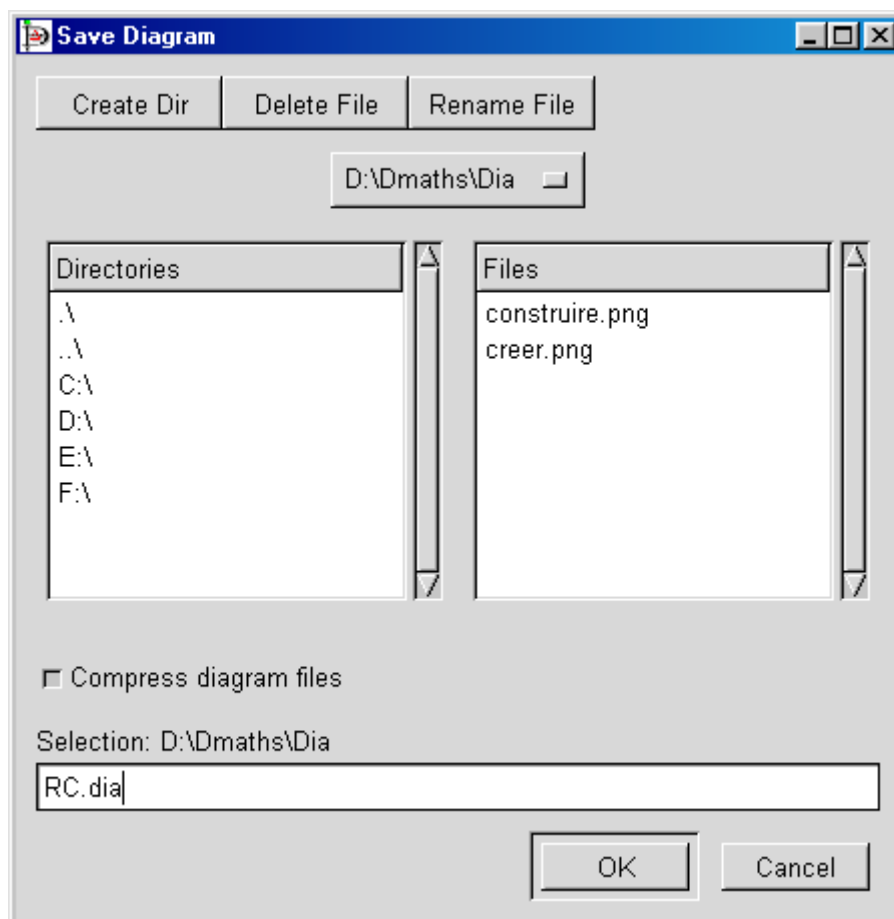 Save Diagram
Create Dir Delete File Rename File
D:\Dmaths\Dia
Directories
.\
..\
C:\
D:\
E:\
F:\
Files
construire.png
creer.png
Compress diagram files
Selection: D:\Dmaths\Dia
RC.dia
OK Cancel